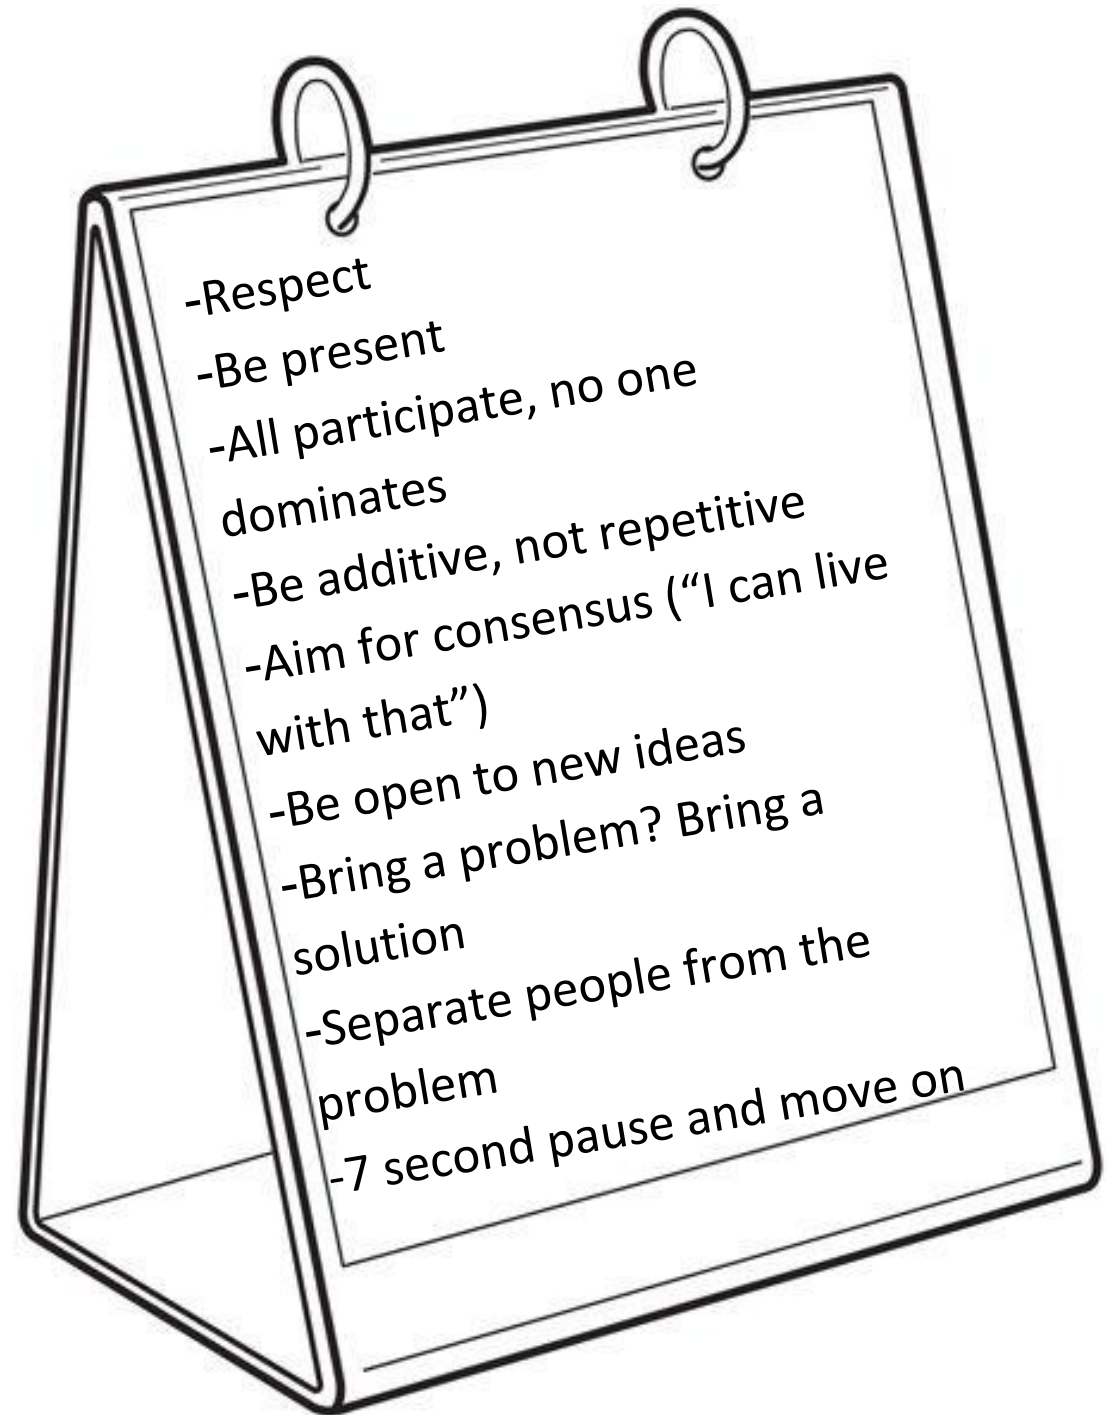 -Respect
-Be present
-All participate, no one
dominates
-Be additive, not repetitive
-Aim for consensus (“I can live
with that”)
-Be open to new ideas
-Bring a problem? Bring a
solution
-Separate people from the
problem
-7 second pause and move on